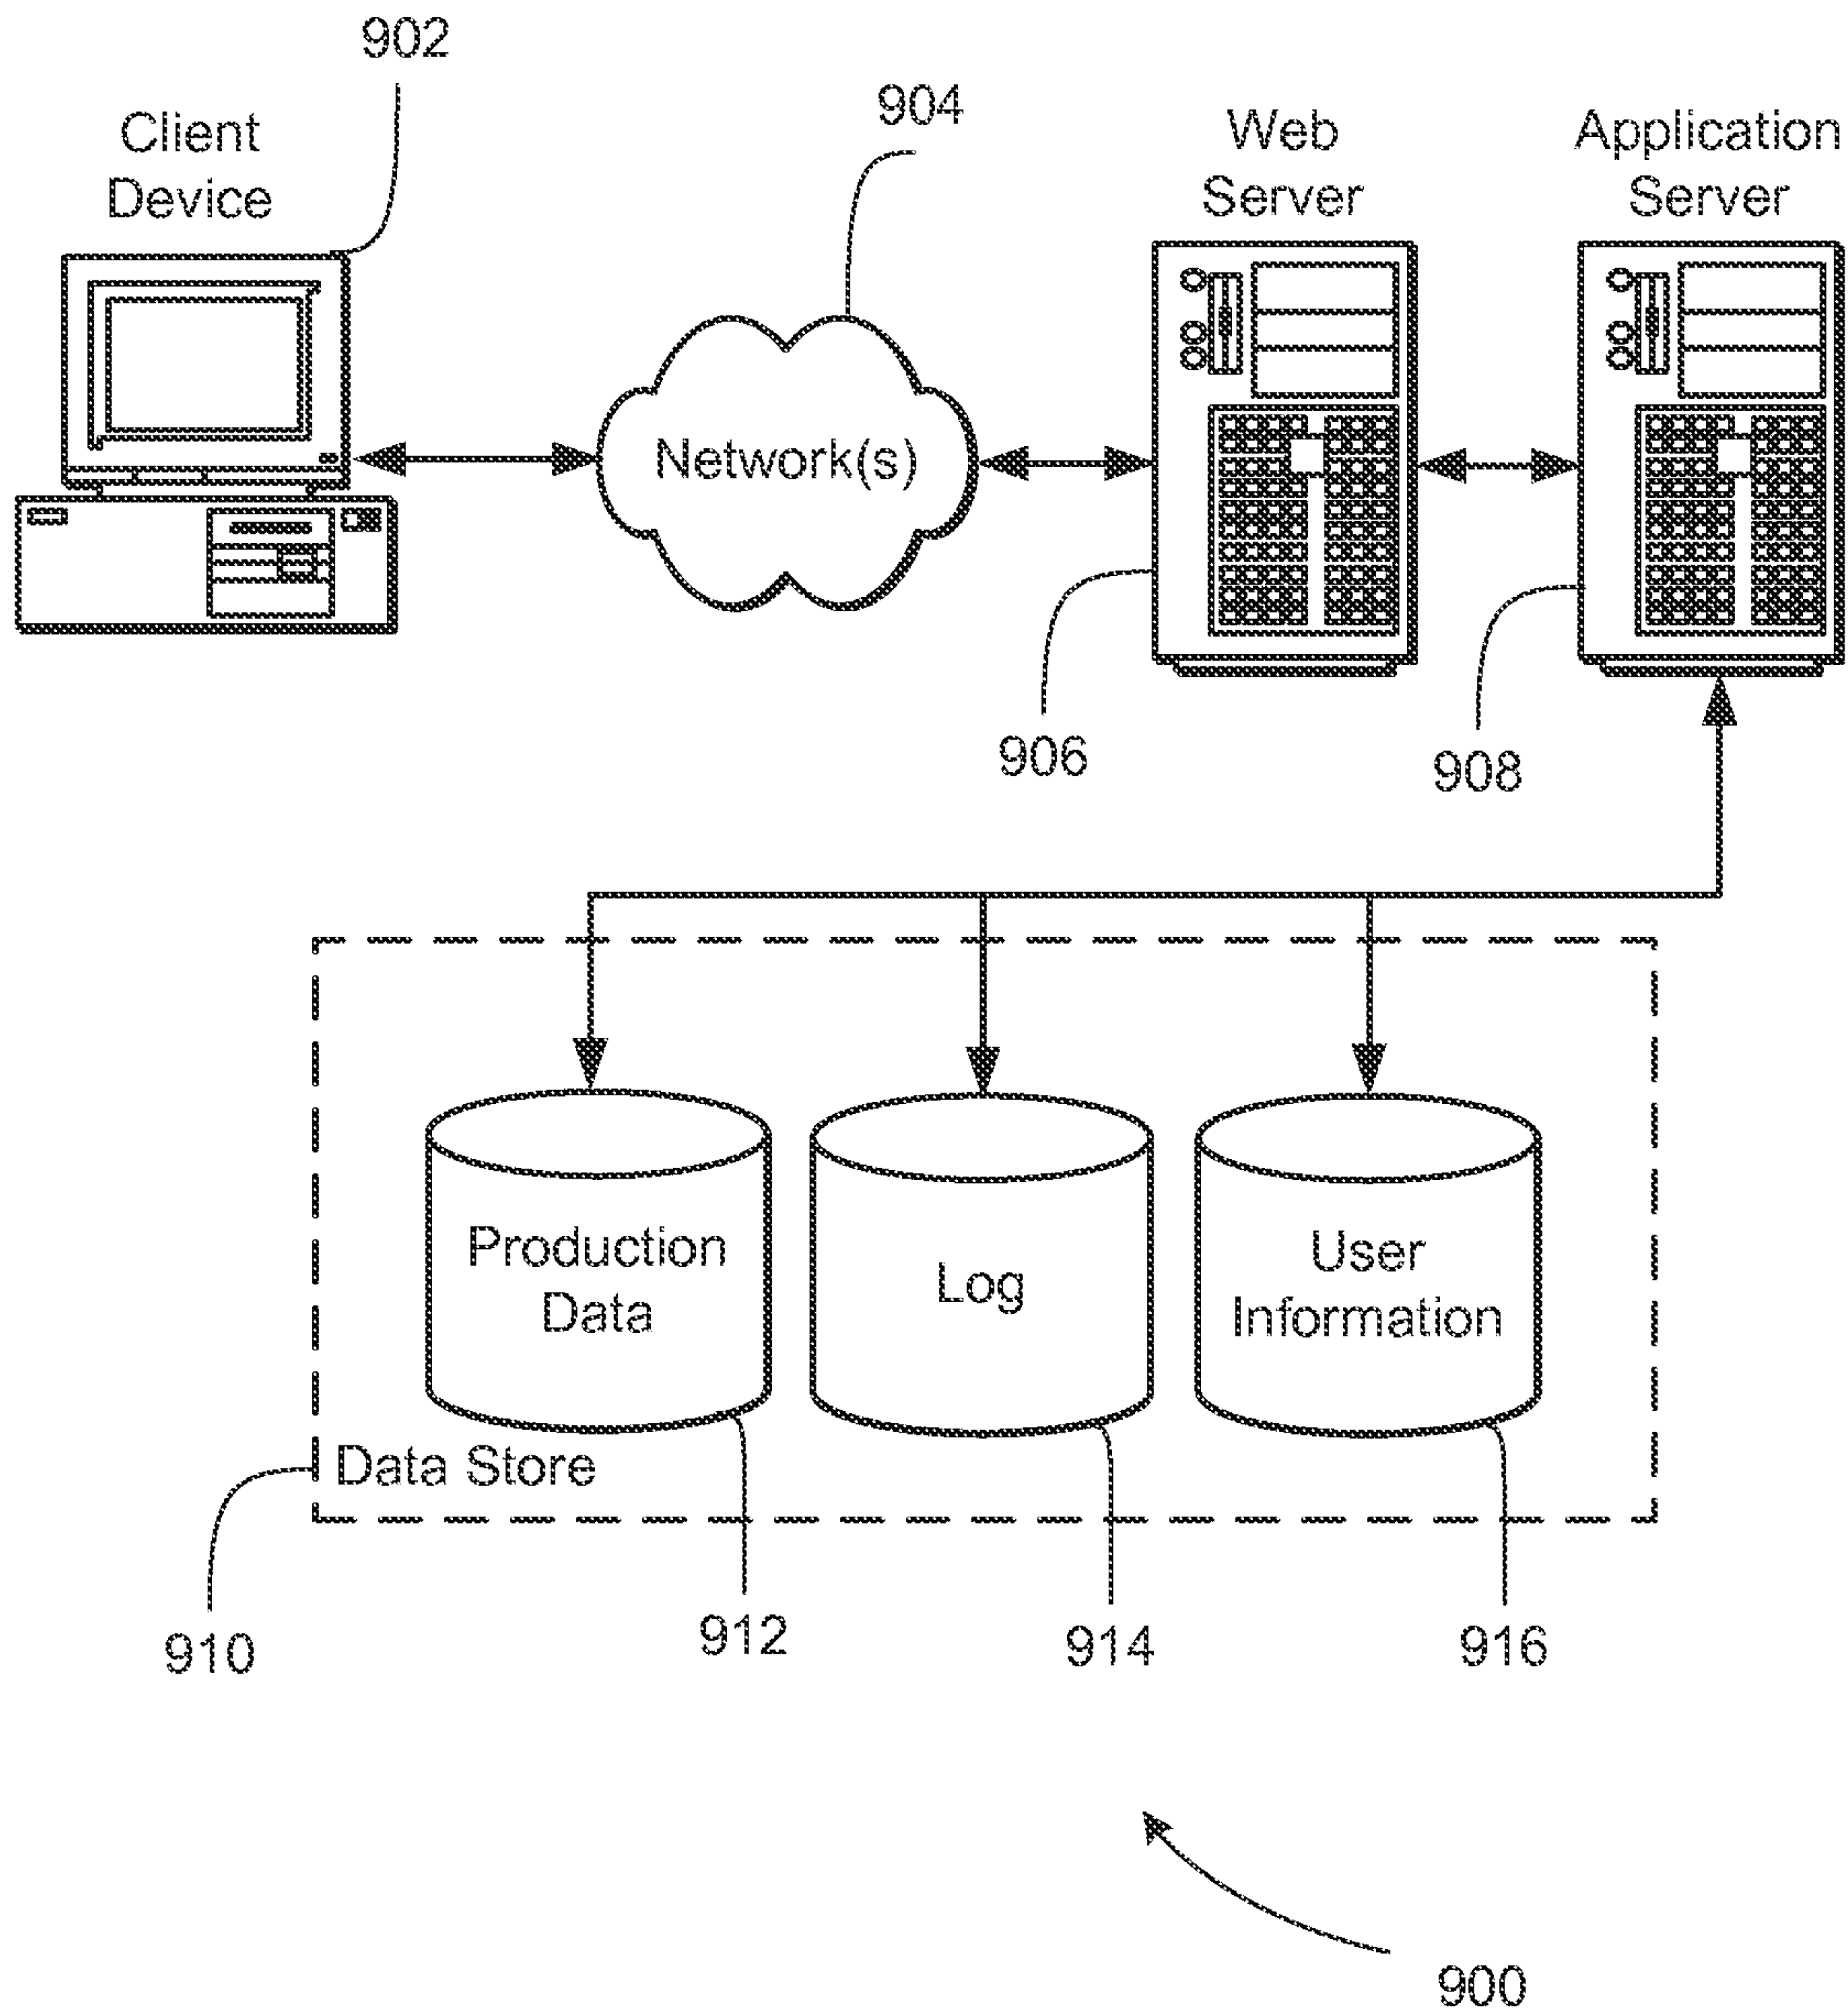 902
904
Client
Device
Web
Server
Application
Server
Network(s)
906
908
Production
Data
Log
User
Information
Data Store
910
912
914
916
900